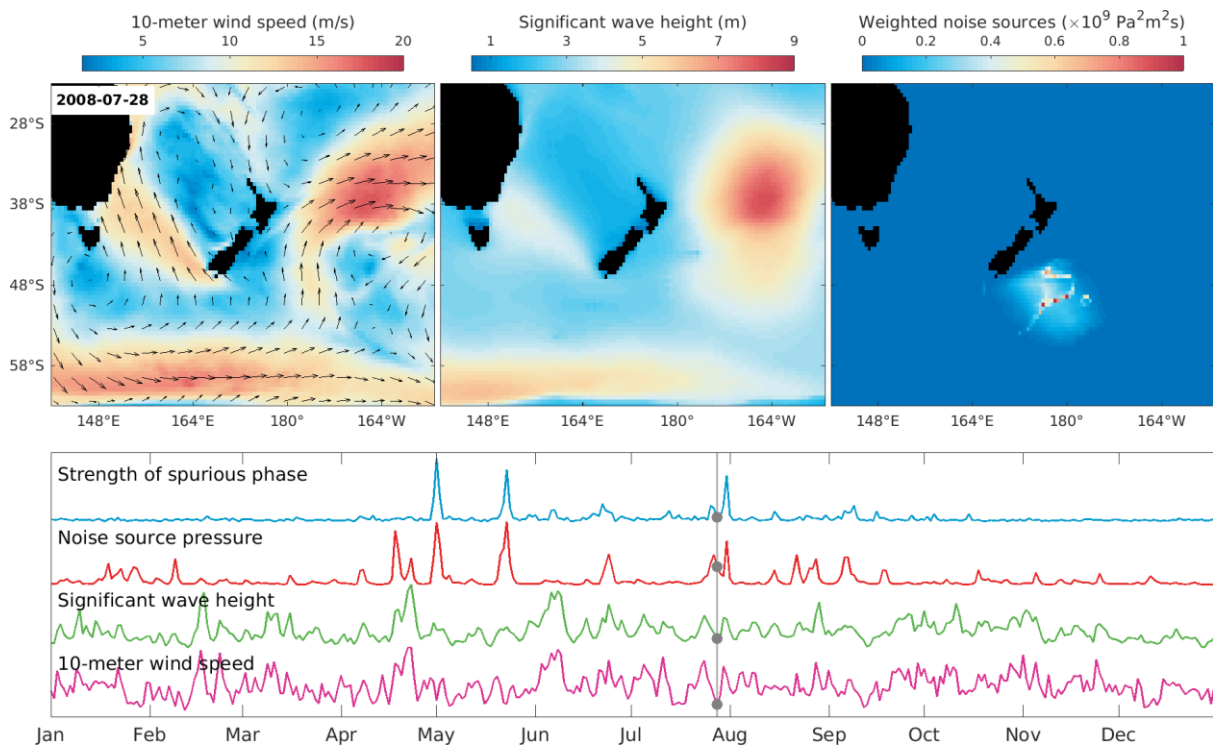 10-meter wind speed (m/s)
5 10 15 20
Significant wave height (m)
1 3 5 7 9
Weighted noise sources (×10⁹ Pa²m²s)
0 0.2 0.4 0.6 0.8 1
2008-07-28
28°S
38°S
48°S
58°S
148°E 164°E 180° 164°W
148°E 164°E 180° 164°W
148°E 164°E 180° 164°W
Strength of spurious phase
Noise source pressure
Significant wave height
10-meter wind speed
Jan Feb Mar Apr May Jun Jul Aug Sep Oct Nov Dec